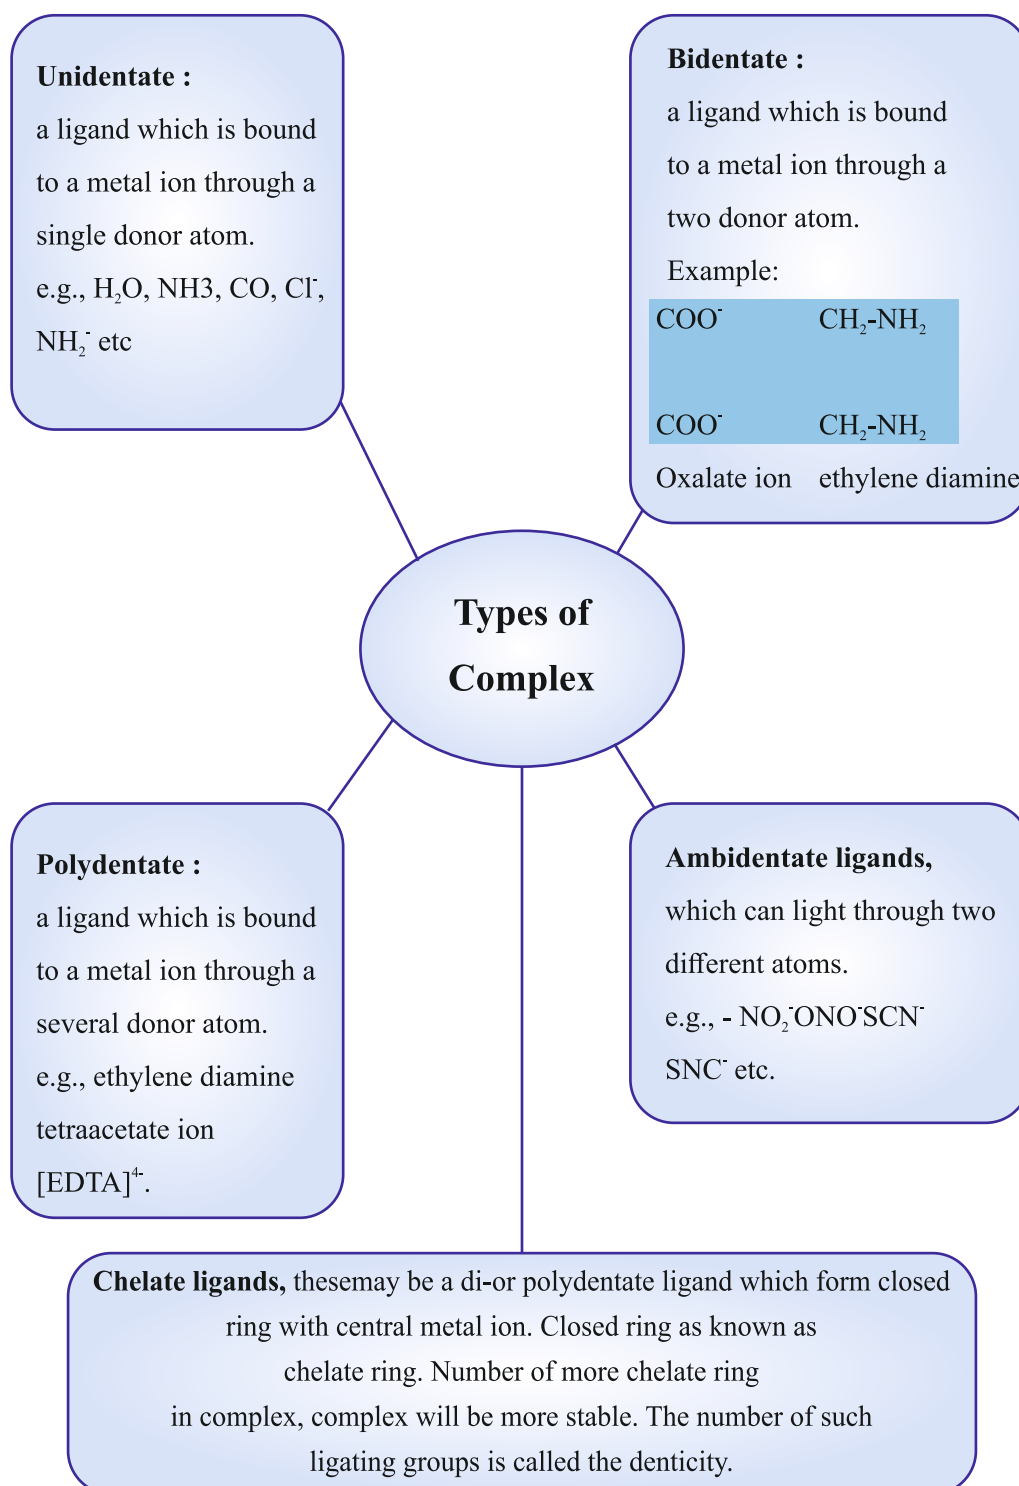 Unidentate :
a ligand which is bound
to a metal ion through a
single donor atom.
e.g., H₂O, NH3, CO, Cl⁻,
NH₂⁻ etc
Bidentate :
a ligand which is bound
to a metal ion through a
two donor atom.
Example:
COO⁻ CH₂-NH₂
COO⁻ CH₂-NH₂
Oxalate ion ethylene diamine
Types of
Complex
Polydentate :
a ligand which is bound
to a metal ion through a
several donor atom.
e.g., ethylene diamine
tetraacetate ion
[EDTA]⁴⁻.
Ambidentate ligands,
which can light through two
different atoms.
e.g., - NO₂⁻ONO⁻SCN⁻
SNC⁻ etc.
Chelate ligands, thesemay be a di-or polydentate ligand which form closed
ring with central metal ion. Closed ring as known as
chelate ring. Number of more chelate ring
in complex, complex will be more stable. The number of such
ligating groups is called the denticity.